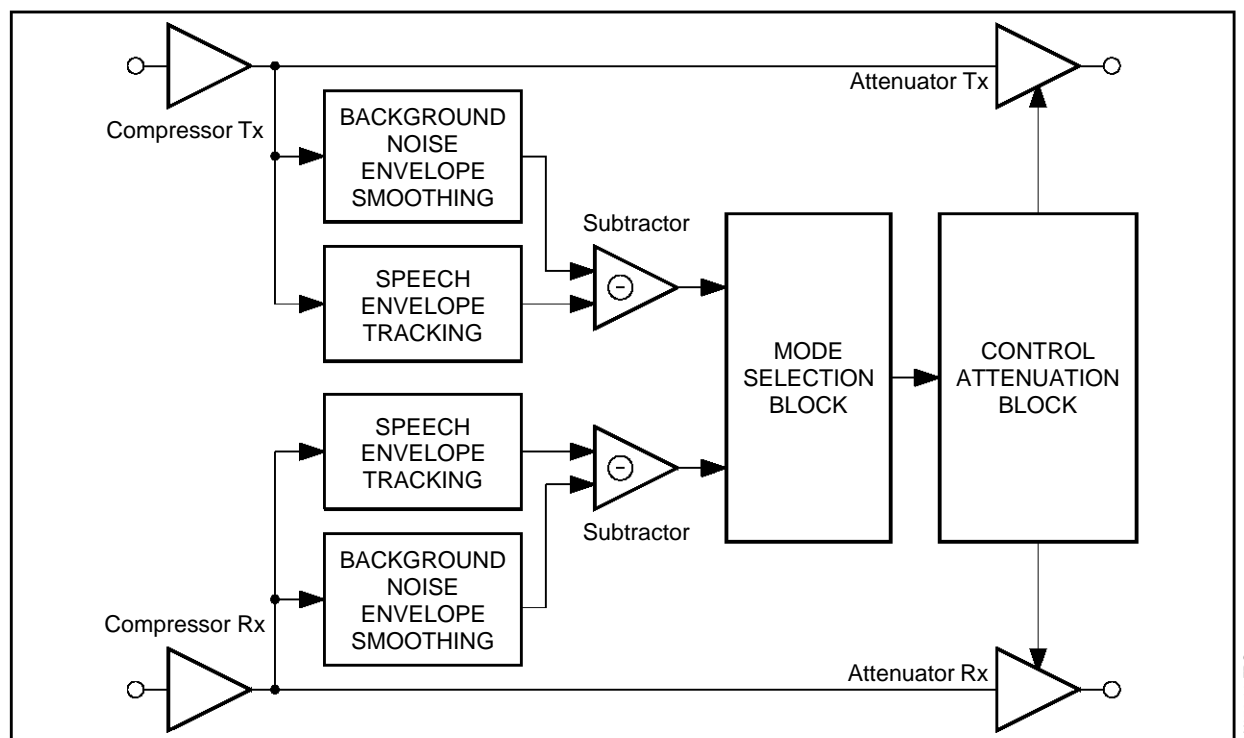 Attenuator Tx
Compressor Tx
BACKGROUND
NOISE
ENVELOPE
SMOOTHING
Subtractor
SPEECH
ENVELOPE
TRACKING
MODE
SELECTION
BLOCK
CONTROL
ATTENUATION
BLOCK
SPEECH
ENVELOPE
TRACKING
Subtractor
BACKGROUND
NOISE
ENVELOPE
SMOOTHING
Compressor Rx
Attenuator Rx